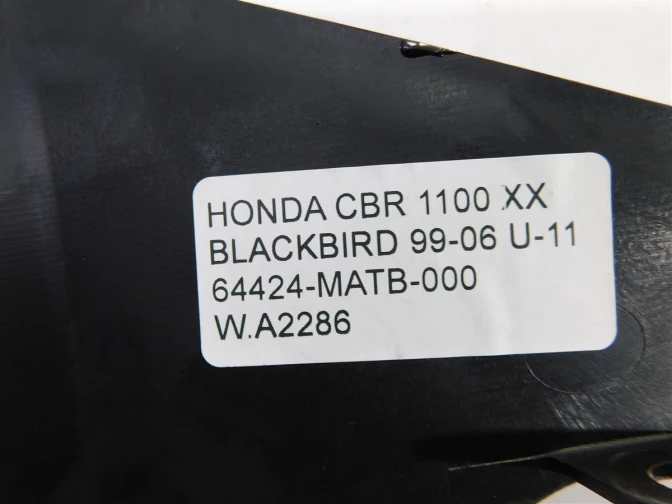 HONDA CBR 1100 XX
BLACKBIRD 99-06 U-11
64424-MATB-000
W.A2286